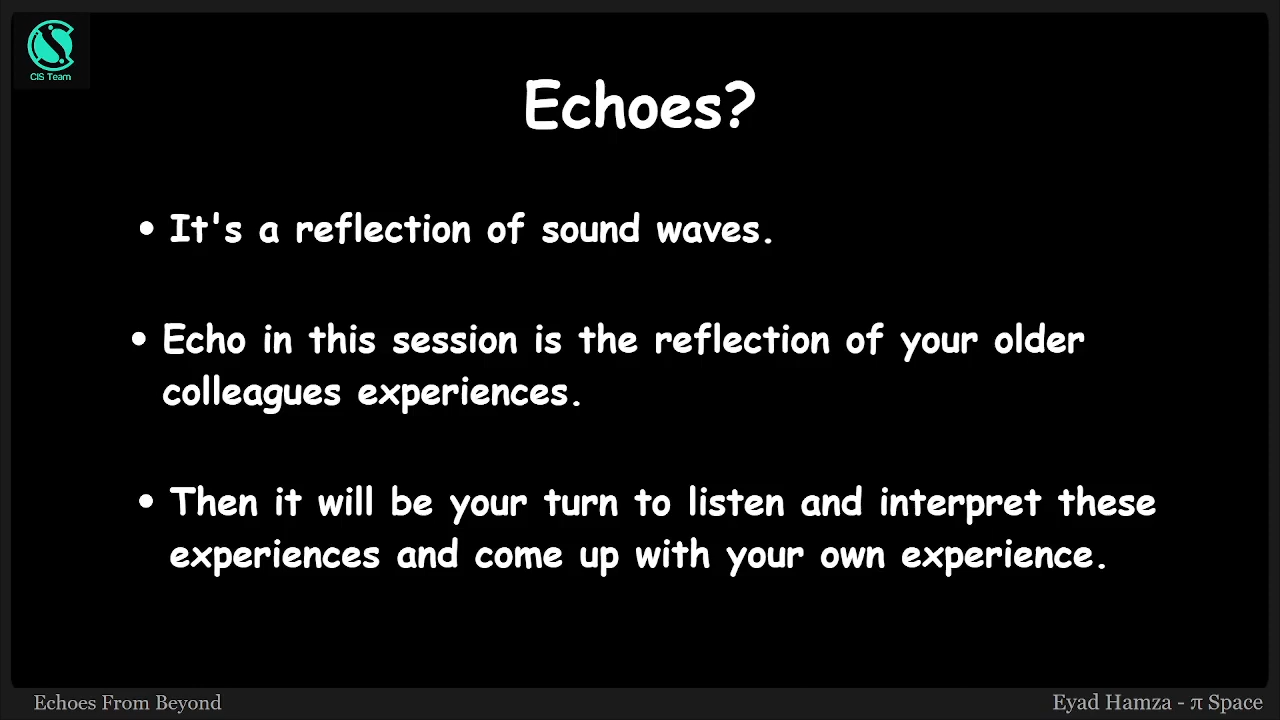 CIS Team
Echoes?
• It's a reflection of sound waves.
• Echo in this session is the reflection of your older
colleagues experiences.
• Then it will be your turn to listen and interpret these
experiences and come up with your own experience.
Echoes From Beyond
Eyad Hamza - π Space